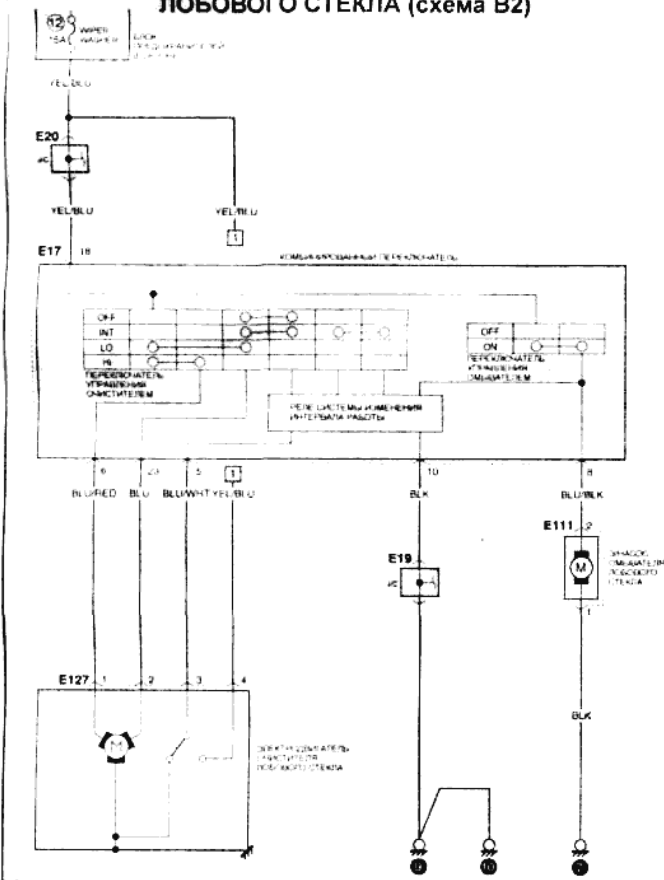 ЛОБОВОГО СТЕКЛА (схема В2)
12
15A
WIPER
WASHER
БЛОК
ПРЕДОХРАНИТЕЛЕЙ
YEL/BLU
E20
J/C
YEL/BLU
YEL/BLU
1
E17
18
КОМБИНИРОВАННЫЙ ПЕРЕКЛЮЧАТЕЛЬ
OFF
INT
LO
HI
OFF
ON
ПЕРЕКЛЮЧАТЕЛЬ
УПРАВЛЕНИЯ
ОЧИСТИТЕЛЕМ
ПЕРЕКЛЮЧАТЕЛЬ
УПРАВЛЕНИЯ
ОМЫВАТЕЛЕМ
РЕЛЕ СИСТЕМЫ ИЗМЕНЕНИЯ
ИНТЕРВАЛА РАБОТЫ
6 23 5 1 10 8
BLU/RED BLU BLU/WHT YEL/BLU BLK BLU/BLK
E111 2
M
ОМЫВАТЕЛЯ
ЛОБОВОГО
СТЕКЛА
1
E19
J/C
E127 1 2 3 4
M
ЭЛЕКТРОДВИГАТЕЛЬ
ОЧИСТИТЕЛЯ
ЛОБОВОГО СТЕКЛА
BLK